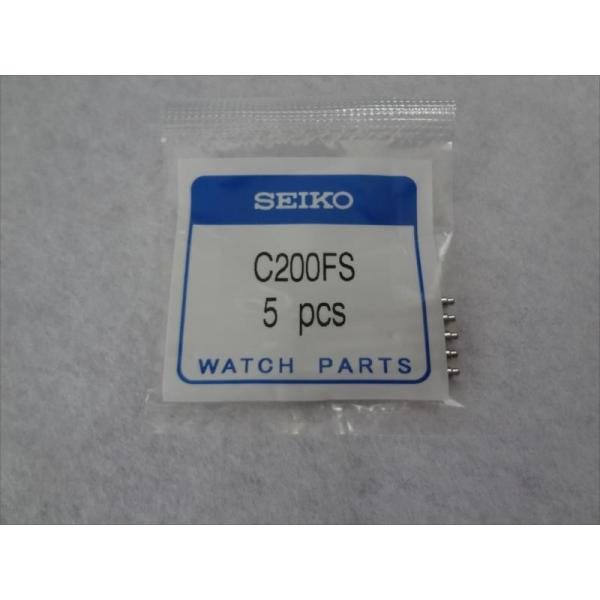 SEIKO
C200FS
5 pcs
WATCH PARTS